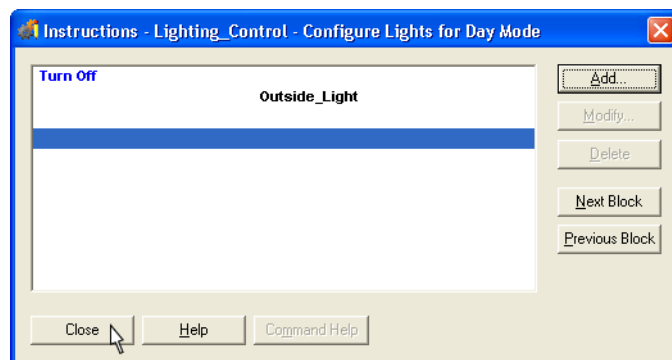 Instructions - Lighting_Control - Configure Lights for Day Mode
Turn Off
Outside_Light
Add...
Modify...
Delete
Next Block
Previous Block
Close
Help
Command Help